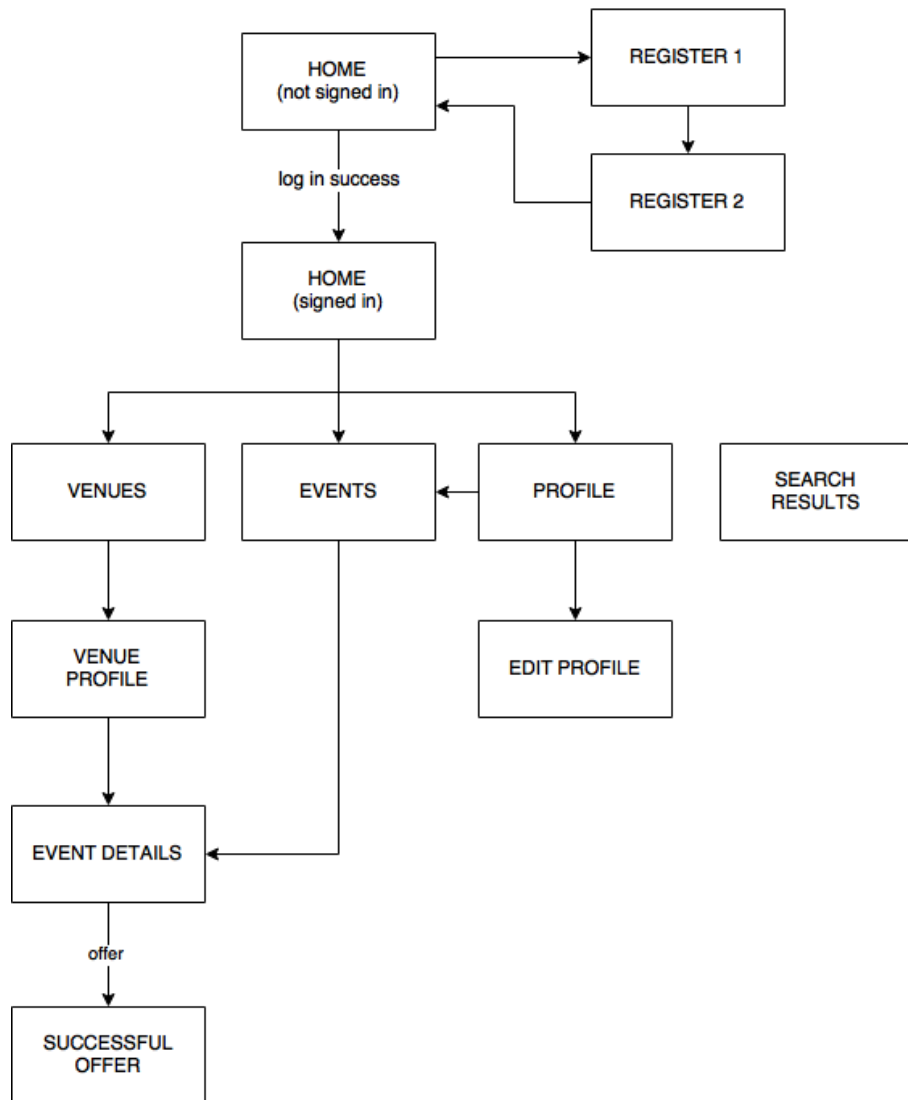 HOME
(not signed in)
REGISTER 1
log in success
REGISTER 2
HOME
(signed in)
VENUES
EVENTS
PROFILE
SEARCH
RESULTS
VENUE
PROFILE
EDIT PROFILE
EVENT DETAILS
offer
SUCCESSFUL
OFFER